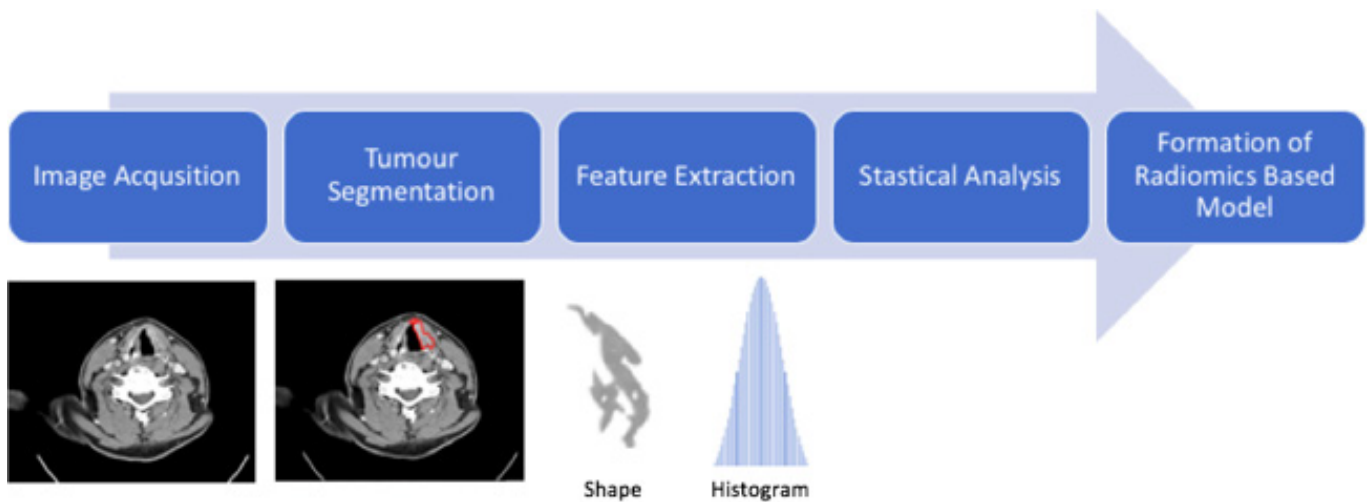 Image Acqusition
Tumour
Segmentation
Feature Extraction
Stastical Analysis
Formation of
Radiomics Based
Model
Shape
Histogram